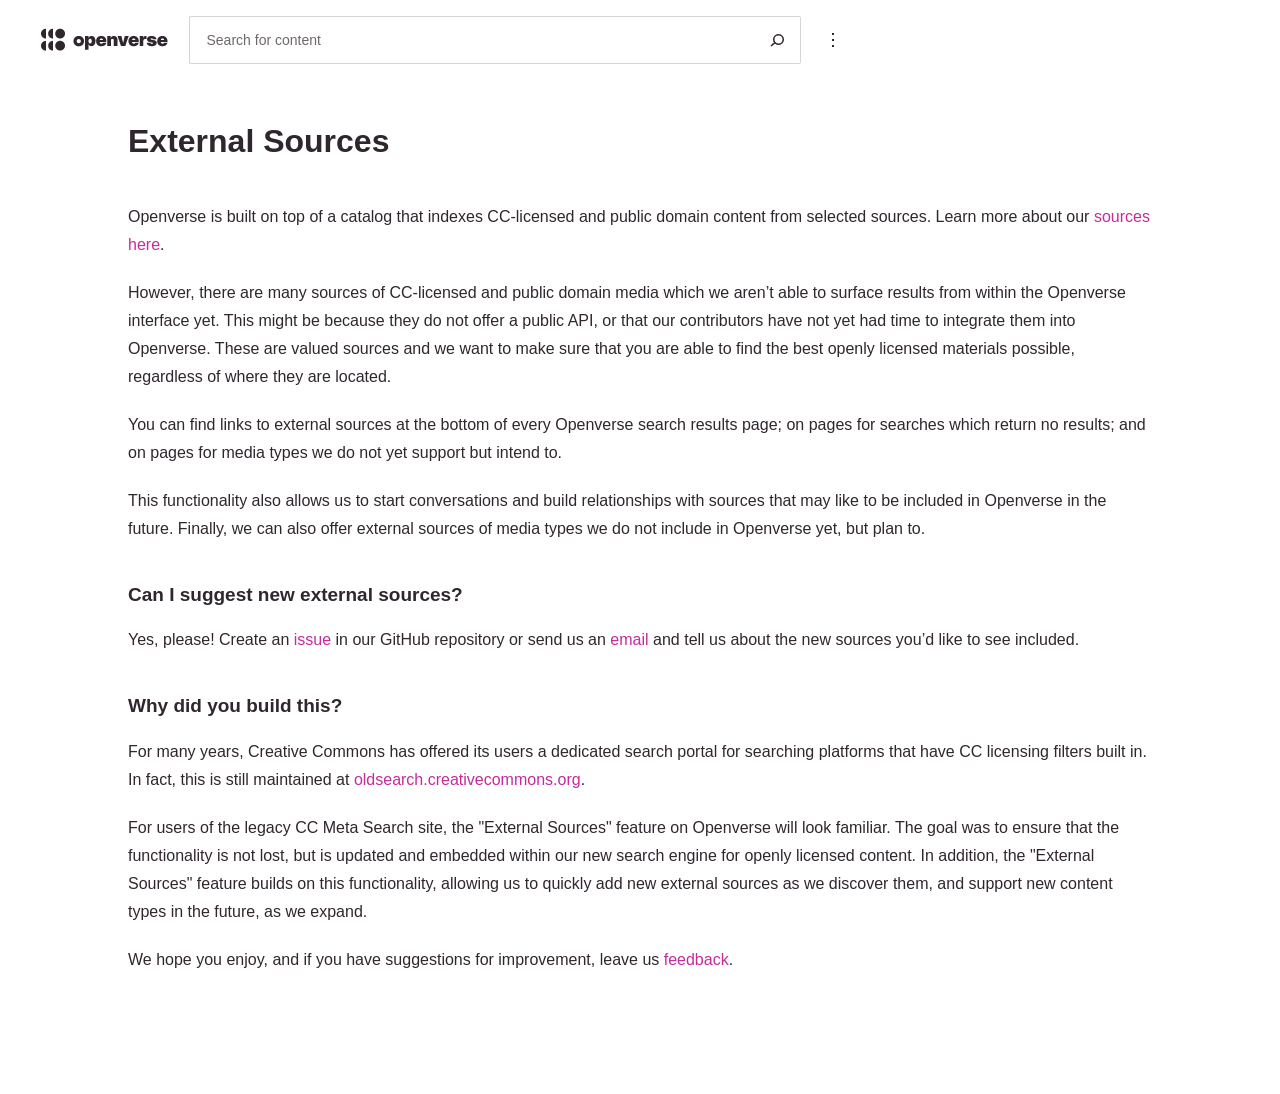 openverse
Search for content
External Sources
Openverse is built on top of a catalog that indexes CC-licensed and public domain content from selected sources. Learn more about our sources
here.
However, there are many sources of CC-licensed and public domain media which we aren’t able to surface results from within the Openverse
interface yet. This might be because they do not offer a public API, or that our contributors have not yet had time to integrate them into
Openverse. These are valued sources and we want to make sure that you are able to find the best openly licensed materials possible,
regardless of where they are located.
You can find links to external sources at the bottom of every Openverse search results page; on pages for searches which return no results; and
on pages for media types we do not yet support but intend to.
This functionality also allows us to start conversations and build relationships with sources that may like to be included in Openverse in the
future. Finally, we can also offer external sources of media types we do not include in Openverse yet, but plan to.
Can I suggest new external sources?
Yes, please! Create an issue in our GitHub repository or send us an email and tell us about the new sources you’d like to see included.
Why did you build this?
For many years, Creative Commons has offered its users a dedicated search portal for searching platforms that have CC licensing filters built in.
In fact, this is still maintained at oldsearch.creativecommons.org.
For users of the legacy CC Meta Search site, the "External Sources" feature on Openverse will look familiar. The goal was to ensure that the
functionality is not lost, but is updated and embedded within our new search engine for openly licensed content. In addition, the "External
Sources" feature builds on this functionality, allowing us to quickly add new external sources as we discover them, and support new content
types in the future, as we expand.
We hope you enjoy, and if you have suggestions for improvement, leave us feedback.